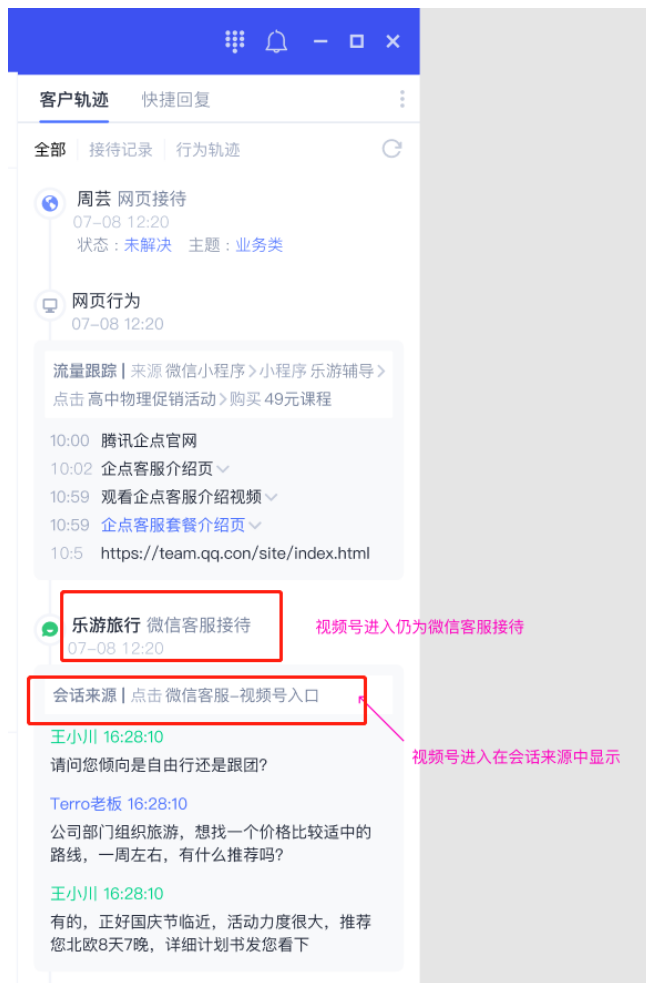 客户轨迹 快捷回复
全部 接待记录 行为轨迹
周芸 网页接待
07-08 12:20
状态：未解决 主题：业务类
网页行为
07-08 12:20
流量跟踪 | 来源 微信小程序>小程序 乐游辅导>
点击 高中物理促销活动>购买 49元课程
10:00 腾讯企点官网
10:02 企点客服介绍页
10:59 观看企点客服介绍视频
10:59 企点客服套餐介绍页
10:5 https://team.qq.con/site/index.html
乐游旅行 微信客服接待
视频号进入仍为微信客服接待
07-08 12:20
会话来源 | 点击 微信客服-视频号入口
王小川 16:28:10
视频号进入在会话来源中显示
请问您倾向是自由行还是跟团?
Terro老板 16:28:10
公司部门组织旅游，想找一个价格比较适中的
路线，一周左右，有什么推荐吗?
王小川 16:28:10
有的，正好国庆节临近，活动力度很大，推荐
您北欧8天7晚，详细计划书发您看下